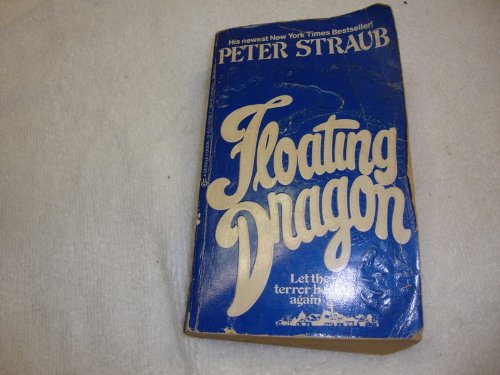 His newest New York Times Bestseller!
PETER STRAUB
Floating
Dragon
Let the
terror
again